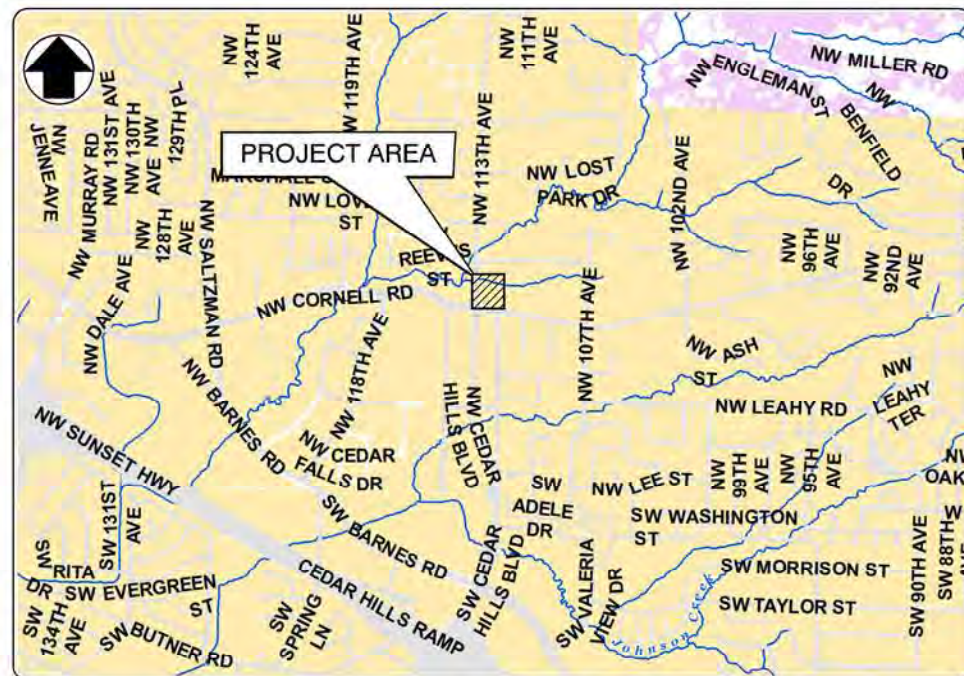 NW
124TH
AVE
NW 119TH AVE
NW
111TH
AVE
NW MILLER RD
NW
ENGLEMAN
ST
NW
BENFIELD
DR
NW
JENNE AVE
NW MURRAY RD
NW 131ST AVE
NW 130TH
AVE
NW
129TH PL
NW
128TH
AVE
PROJECT AREA
NW 113TH AVE
NW LOST
PARK DR
NW 102ND AVE
NW
96TH
AVE
NW
92ND
AVE
ST
REEVES
ST
NW SALTZMAN RD
NW DALE AVE
NW CORNELL RD
NW 118TH AVE
NW 107TH AVE
NW ASH
ST
NW
LEAHY
TER
NW LEAHY RD
NW BARNES RD
NW CEDAR
FALLS DR
NW CEDAR
HILLS BLVD
NW SUNSET HWY
SW 131ST
AVE
SW
ADELE
DR
NW LEE ST
NW
99TH
AVE
NW
95TH
AVE
NW
OAK
SW WASHINGTON
ST
SW BARNES RD
SW CEDAR
HILLS BLVD
SW
RITA
DR
SW EVERGREEN
ST
SW
134TH
AVE
SW BUTNER RD
SW
SPRING
LN
CEDAR HILLS RAMP
SW VALERIA
VIEW DR
Johnson Creek
SW MORRISON ST
SW TAYLOR ST
SW 90TH AVE
SW 88TH
AVE